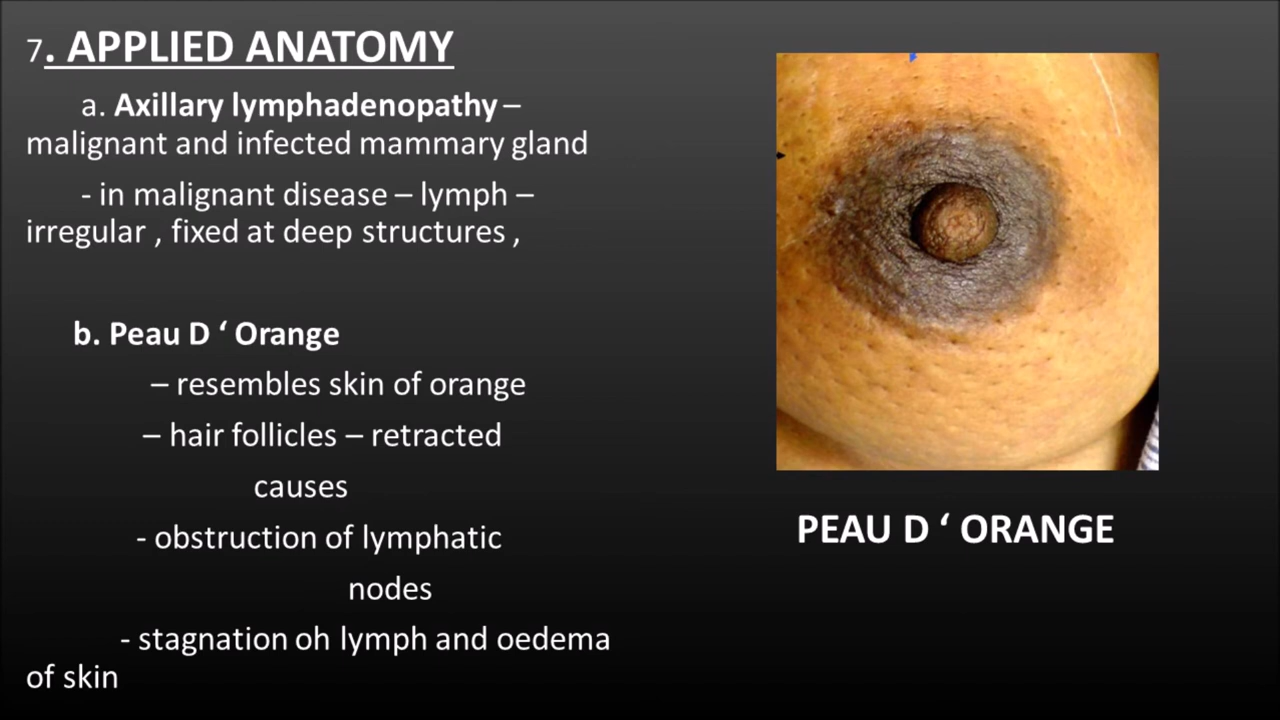 7. APPLIED ANATOMY
a. Axillary lymphadenopathy –
malignant and infected mammary gland
- in malignant disease – lymph –
irregular , fixed at deep structures ,
b. Peau D ‘ Orange
– resembles skin of orange
– hair follicles – retracted
causes
- obstruction of lymphatic
nodes
- stagnation oh lymph and oedema
of skin
PEAU D ‘ ORANGE